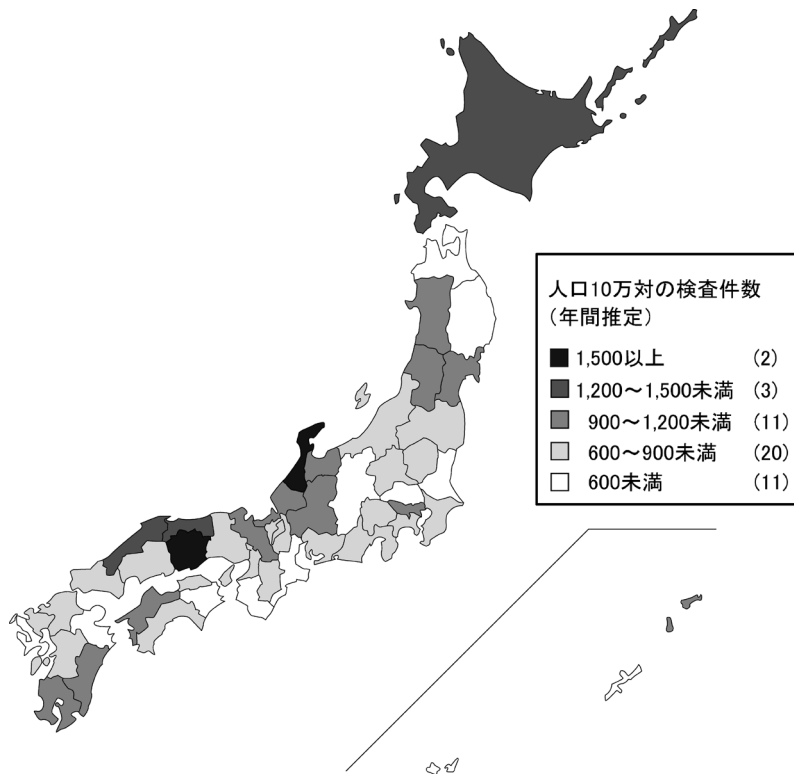 人口10万対の検査件数
（年間推定）
1,500以上 (2)
1,200～1,500未満 (3)
900～1,200未満 (11)
600～900未満 (20)
600未満 (11)